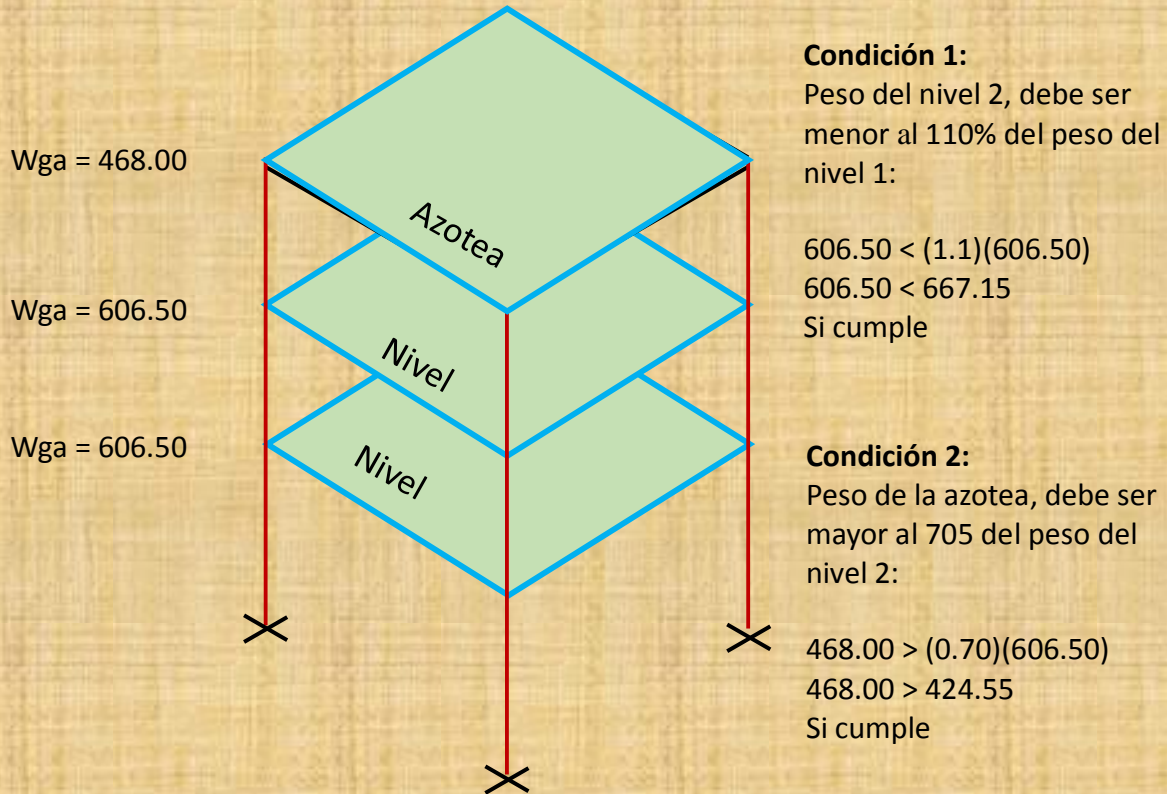 Wga = 468.00
Wga = 606.50
Wga = 606.50
Azotea
Nivel
Nivel
Condición 1:
Peso del nivel 2, debe ser
menor al 110% del peso del
nivel 1:
606.50 < (1.1)(606.50)
606.50 < 667.15
Si cumple
Condición 2:
Peso de la azotea, debe ser
mayor al 705 del peso del
nivel 2:
468.00 > (0.70)(606.50)
468.00 > 424.55
Si cumple